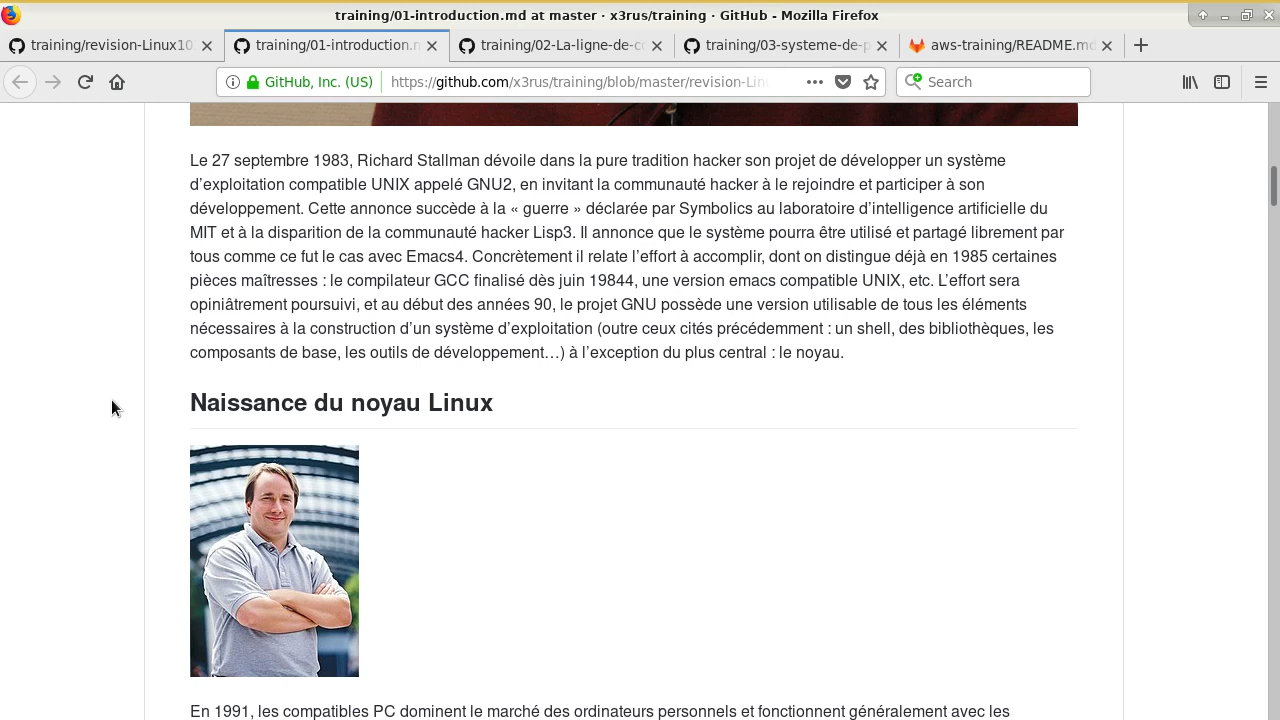 training/01-introduction.md at master · x3rus/training · GitHub - Mozilla Firefox
training/revision-Linux10
training/01-introduction.m
training/02-La-ligne-de-co
training/03-systeme-de-p
aws-training/README.md
GitHub, Inc. (US)
https://github.com/x3rus/training/blob/master/revision-Lin
Search
Le 27 septembre 1983, Richard Stallman dévoile dans la pure tradition hacker son projet de développer un système
d’exploitation compatible UNIX appelé GNU2, en invitant la communauté hacker à le rejoindre et participer à son
développement. Cette annonce succède à la « guerre » déclarée par Symbolics au laboratoire d’intelligence artificielle du
MIT et à la disparition de la communauté hacker Lisp3. Il annonce que le système pourra être utilisé et partagé librement par
tous comme ce fut le cas avec Emacs4. Concrètement il relate l’effort à accomplir, dont on distingue déjà en 1985 certaines
pièces maîtresses : le compilateur GCC finalisé dès juin 19844, une version emacs compatible UNIX, etc. L’effort sera
opiniâtrement poursuivi, et au début des années 90, le projet GNU possède une version utilisable de tous les éléments
nécessaires à la construction d’un système d’exploitation (outre ceux cités précédemment : un shell, des bibliothèques, les
composants de base, les outils de développement…) à l’exception du plus central : le noyau.
Naissance du noyau Linux
En 1991, les compatibles PC dominent le marché des ordinateurs personnels et fonctionnent généralement avec les